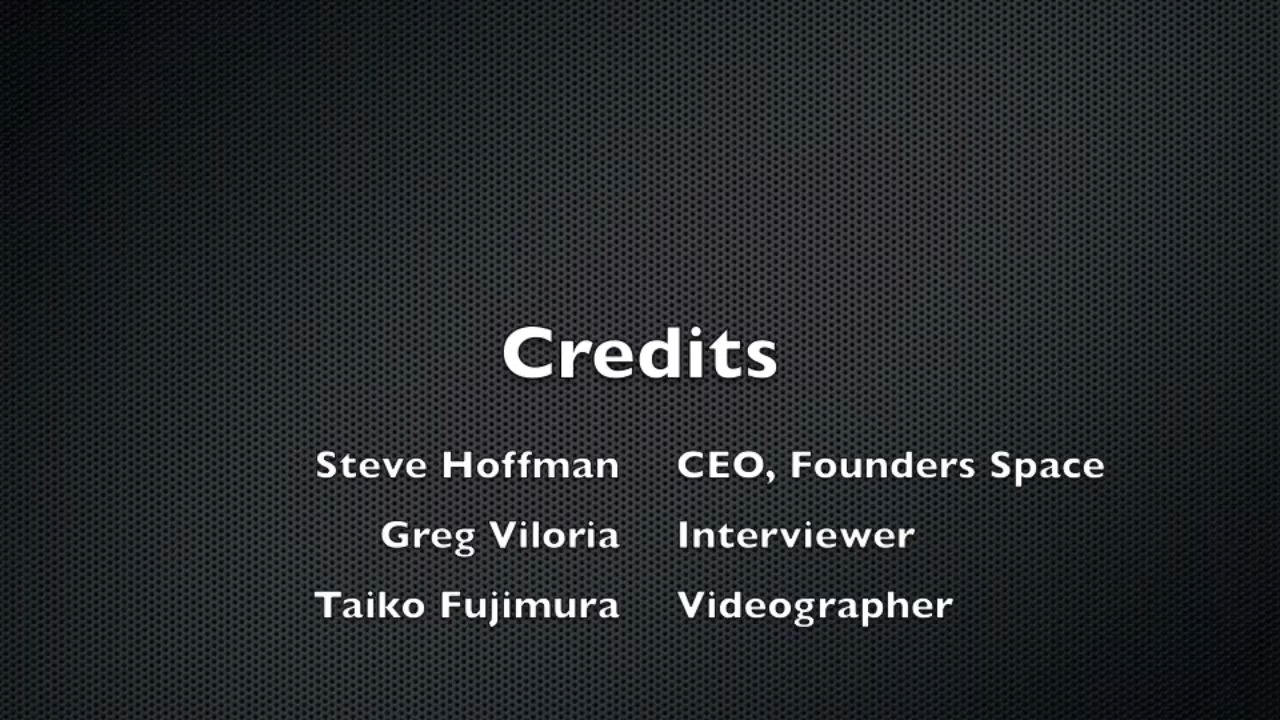 Credits
Steve Hoffman CEO, Founders Space
Greg Viloria Interviewer
Taiko Fujimura Videographer